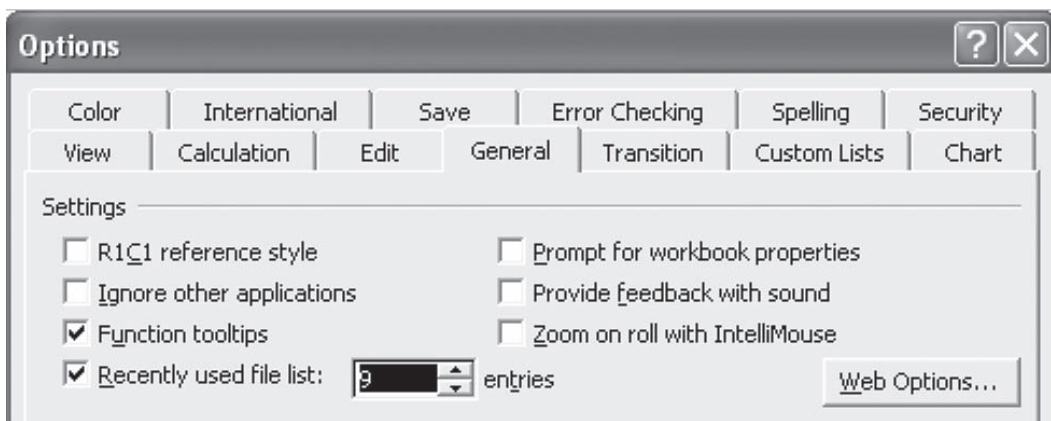 Options
Color International Save Error Checking Spelling Security
View Calculation Edit General Transition Custom Lists Chart
Settings
R1C1 reference style Prompt for workbook properties
Ignore other applications Provide feedback with sound
Function tooltips Zoom on roll with IntelliMouse
Recently used file list: 9 entries Web Options...